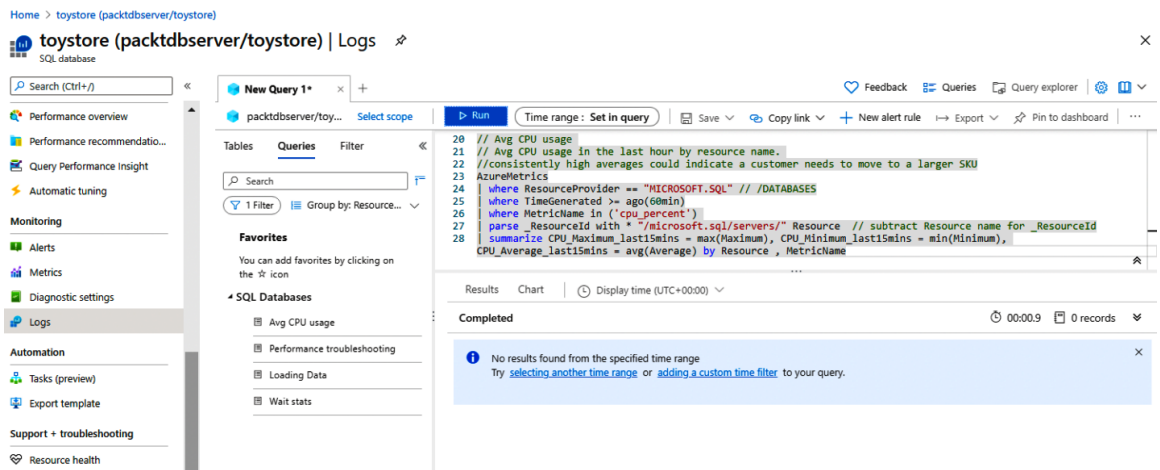 Home > toystore (packtdbserver/toystore)
toystore (packtdbserver/toystore) | Logs
SQL database
Search (Ctrl+/)
Performance overview
Performance recommendatio...
Query Performance Insight
Automatic tuning
Monitoring
Alerts
Metrics
Diagnostic settings
Logs
Automation
Tasks (preview)
Export template
Support + troubleshooting
Resource health
New Query 1*
Feedback Queries Query explorer
packtdbserver/toy... Select scope
Run Time range : Set in query Save Copy link New alert rule Export Pin to dashboard ...
Tables Queries Filter
Search
1 Filter Group by: Resource...
Favorites
You can add favorites by clicking on
the ☆ icon
SQL Databases
Avg CPU usage
Performance troubleshooting
Loading Data
Wait stats
20 // Avg CPU usage
21 // Avg CPU usage in the last hour by resource name.
22 //consistently high averages could indicate a customer needs to move to a larger SKU
23 AzureMetrics
24 | where ResourceProvider == "MICROSOFT.SQL" // /DATABASES
25 | where TimeGenerated >= ago(60min)
26 | where MetricName in ('cpu_percent')
27 | parse _ResourceId with * "/microsoft.sql/servers/" Resource // subtract Resource name for _ResourceId
28 | summarize CPU_Maximum_last15mins = max(Maximum), CPU_Minimum_last15mins = min(Minimum),
CPU_Average_last15mins = avg(Average) by Resource , MetricName
Results Chart Display time (UTC+00:00)
Completed 00:00.9 0 records
No results found from the specified time range
Try selecting another time range or adding a custom time filter to your query.